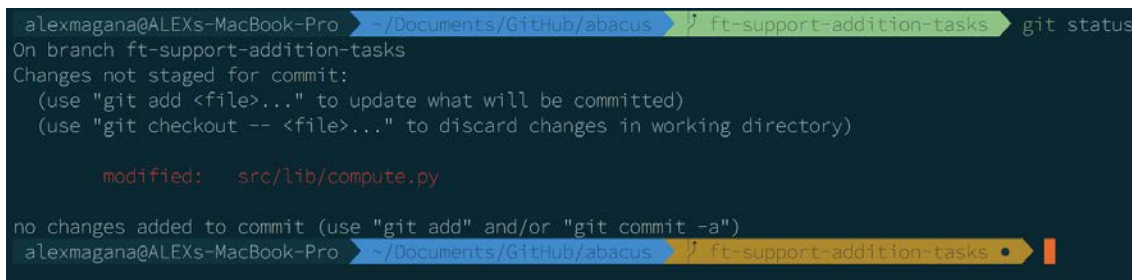 alexmagana@ALEXs-MacBook-Pro ~/Documents/GitHub/abacus ft-support-addition-tasks git status
On branch ft-support-addition-tasks
Changes not staged for commit:
(use "git add <file>..." to update what will be committed)
(use "git checkout -- <file>..." to discard changes in working directory)
modified: src/lib/compute.py
no changes added to commit (use "git add" and/or "git commit -a")
alexmagana@ALEXs-MacBook-Pro ~/Documents/GitHub/abacus ft-support-addition-tasks ●